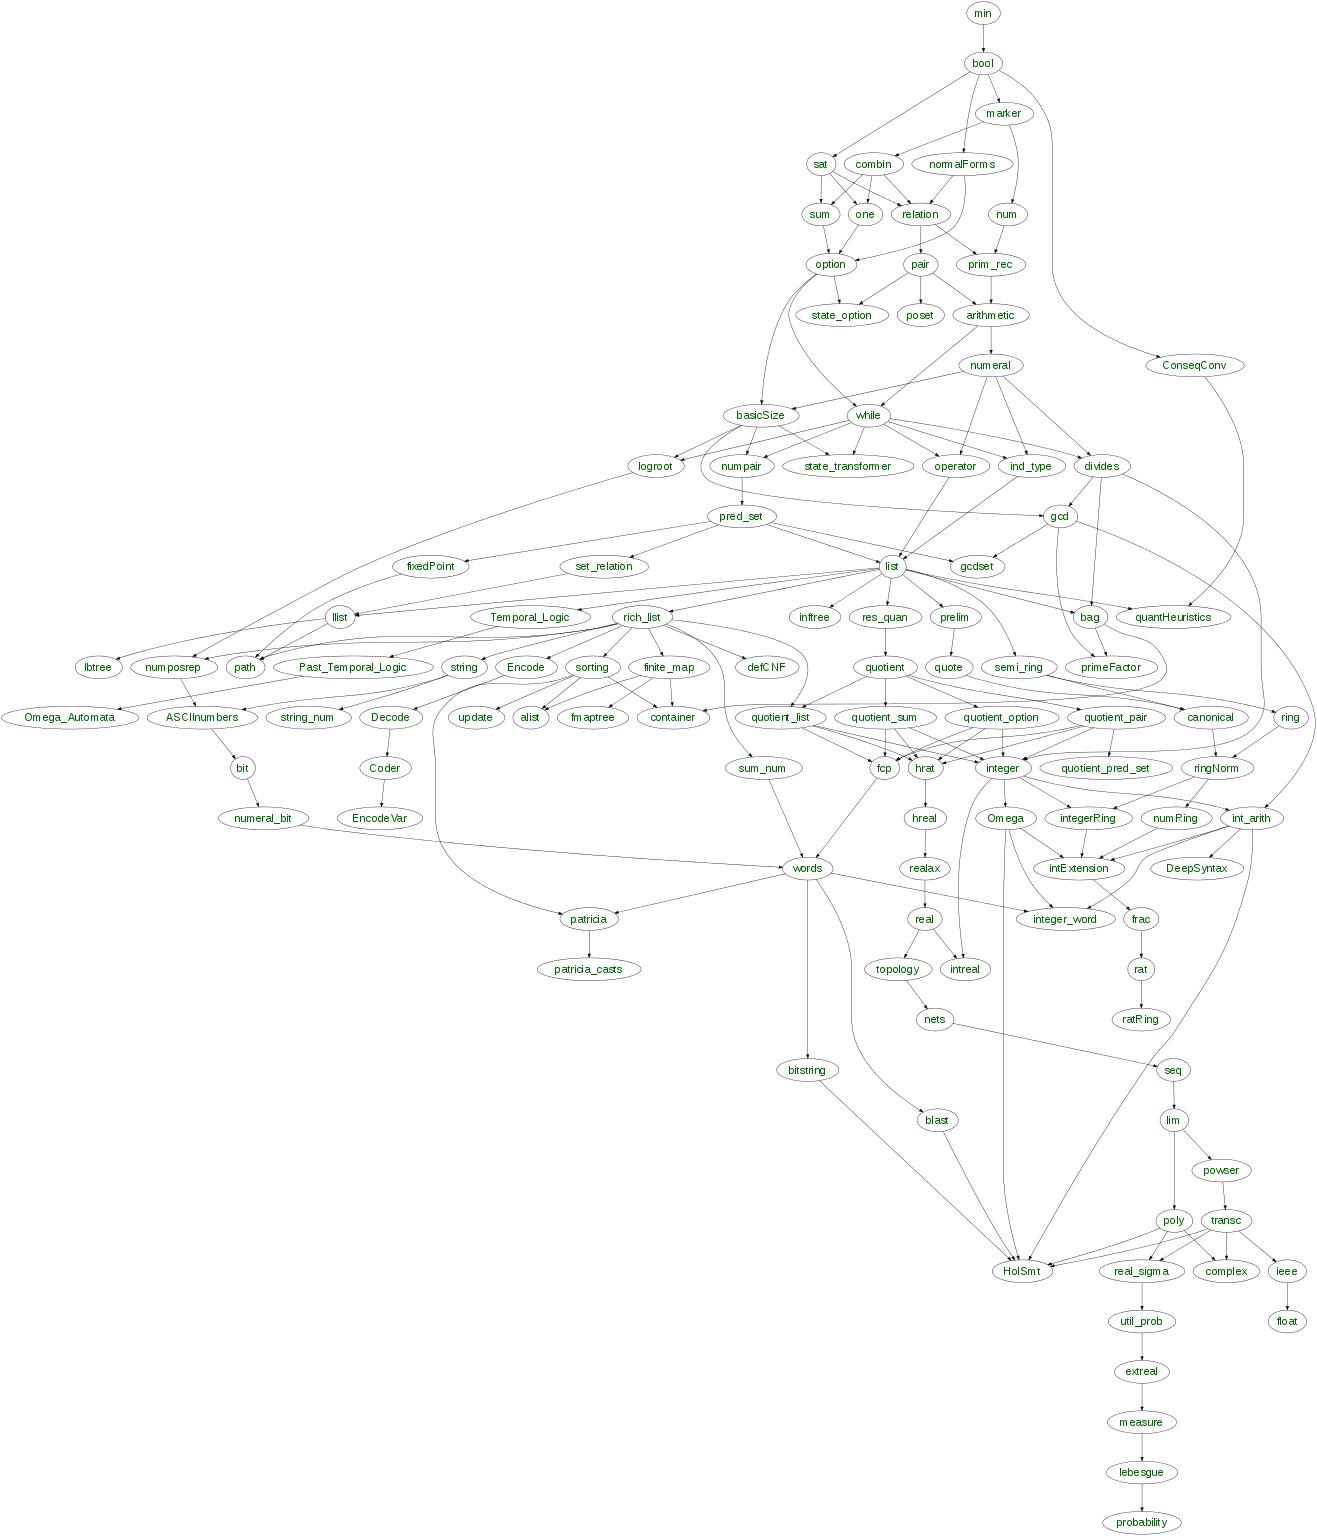 min
bool
marker
sat
combin
normalForms
sum
one
relation
num
option
pair
prim_rec
state_option
poset
arithmetic
numeral
ConseqConv
basicSize
while
logroot
numpair
state_transformer
operator
ind_type
divides
pred_set
gcd
fixedPoint
set_relation
list
gcdset
llist
Temporal_Logic
rich_list
inftree
res_quan
prelim
bag
quantHeuristics
lbtree
numposrep
path
Past_Temporal_Logic
string
Encode
sorting
finite_map
defCNF
quotient
quote
semi_ring
primeFactor
Omega_Automata
ASCIInumbers
string_num
Decode
update
alist
fmaptree
container
quotient_list
quotient_sum
quotient_option
quotient_pair
canonical
ring
bit
Coder
sum_num
fcp
hrat
integer
quotient_pred_set
ringNorm
numeral_bit
EncodeVar
hreal
Omega
integerRing
numRing
int_arith
words
realax
intExtension
DeepSyntax
patricia
real
integer_word
frac
patricia_casts
topology
intreal
rat
nets
ratRing
bitstring
seq
blast
lim
powser
poly
transc
HolSmt
real_sigma
complex
ieee
util_prob
float
extreal
measure
lebesgue
probability